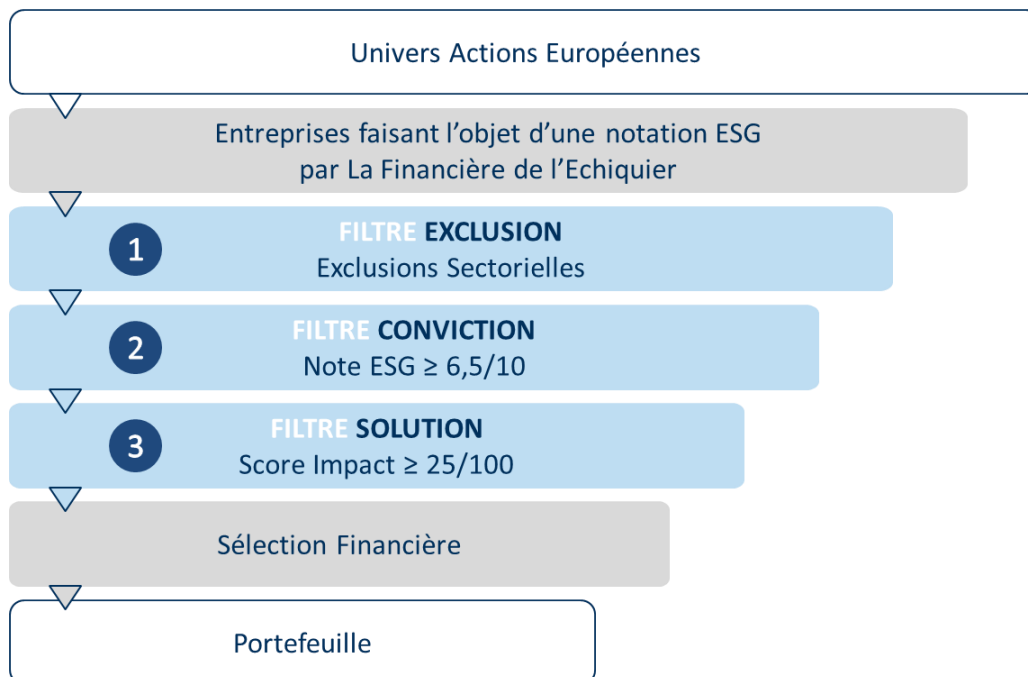 Univers Actions Européennes
Entreprises faisant l’objet d’une notation ESG
par La Financière de l’Echiquier
1
FILTRE EXCLUSION
Exclusions Sectorielles
2
FILTRE CONVICTION
Note ESG ≥ 6,5/10
3
FILTRE SOLUTION
Score Impact ≥ 25/100
Sélection Financière
Portefeuille